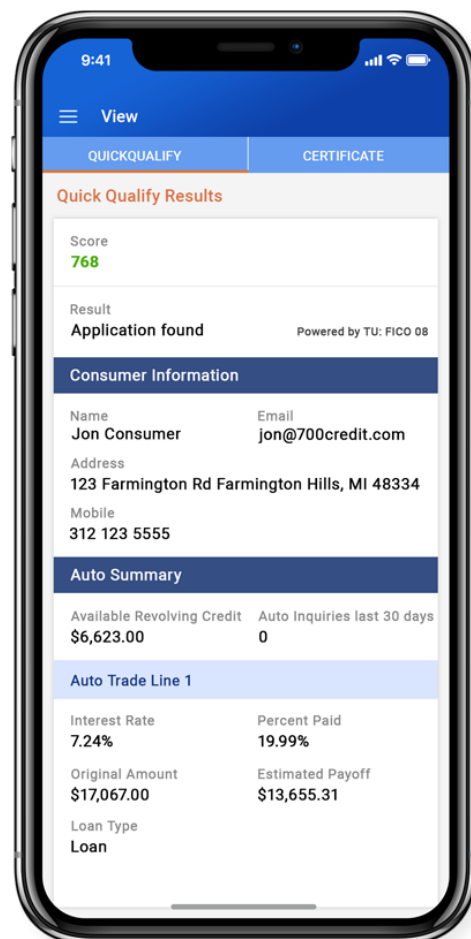 9:41
View
QUICKQUALIFY CERTIFICATE
Quick Qualify Results
Score
768
Result
Application found Powered by TU: FICO 08
Consumer Information
Name Email
Jon Consumer jon@700credit.com
Address
123 Farmington Rd Farmington Hills, MI 48334
Mobile
312 123 5555
Auto Summary
Available Revolving Credit Auto Inquiries last 30 days
$6,623.00 0
Auto Trade Line 1
Interest Rate Percent Paid
7.24% 19.99%
Original Amount Estimated Payoff
$17,067.00 $13,655.31
Loan Type
Loan